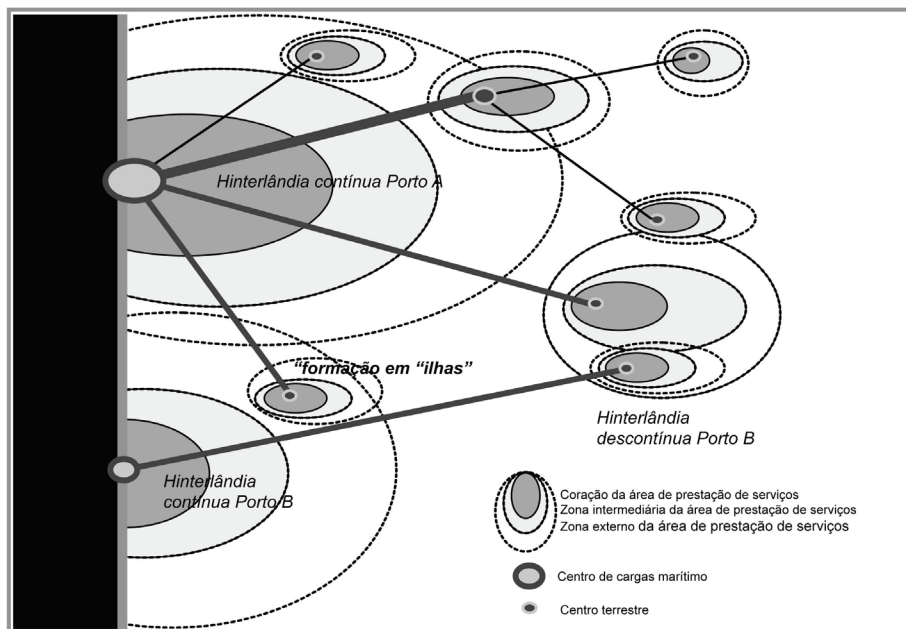 Hinterlândia contínua Porto A
“formação em “ilhas”
Hinterlândia
descontínua Porto B
Hinterlândia
contínua Porto B
Coração da área de prestação de serviços
Zona intermediária da área de prestação de serviços
Zona externo da área de prestação de serviços
Centro de cargas marítimo
Centro terrestre